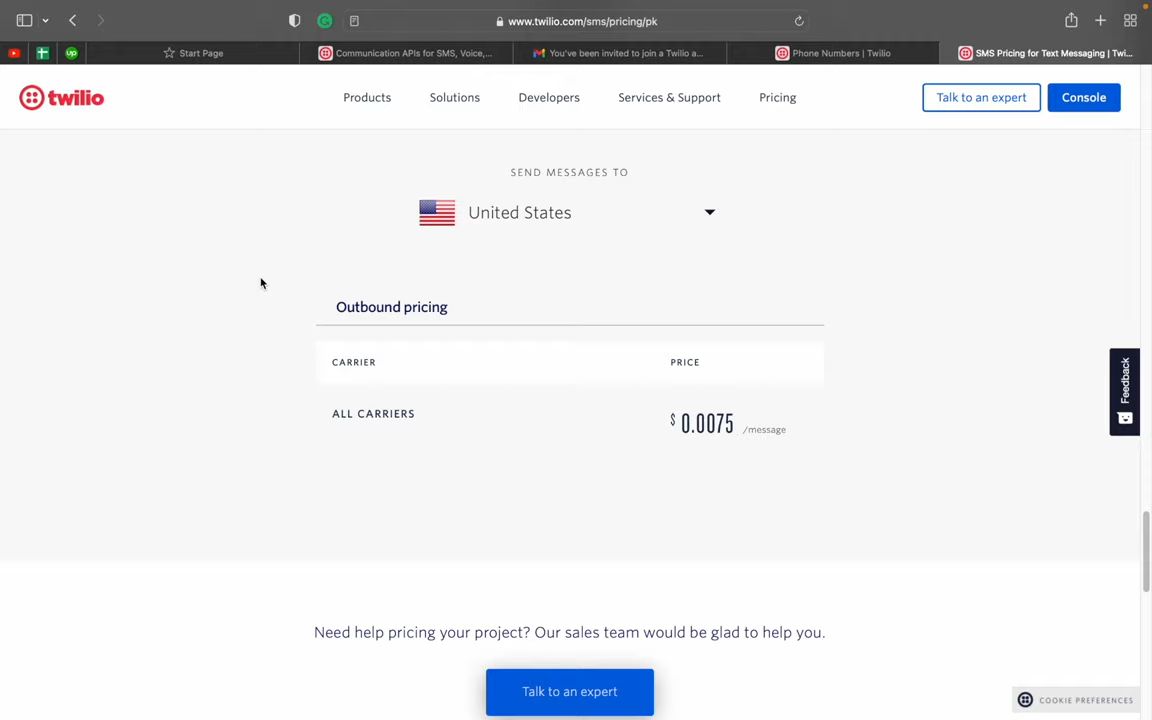 www.twilio.com/sms/pricing/pk
up
Start Page
Communication APIs for SMS, Voice,...
You've been invited to join a Twilio a...
Phone Numbers | Twilio
SMS Pricing for Text Messaging | Twi...
twilio
Products
Solutions
Developers
Services & Support
Pricing
Talk to an expert
Console
SEND MESSAGES TO
United States
Outbound pricing
CARRIER PRICE
ALL CARRIERS $ 0.0075 /message
Feedback
Need help pricing your project? Our sales team would be glad to help you.
Talk to an expert
COOKIE PREFERENCES